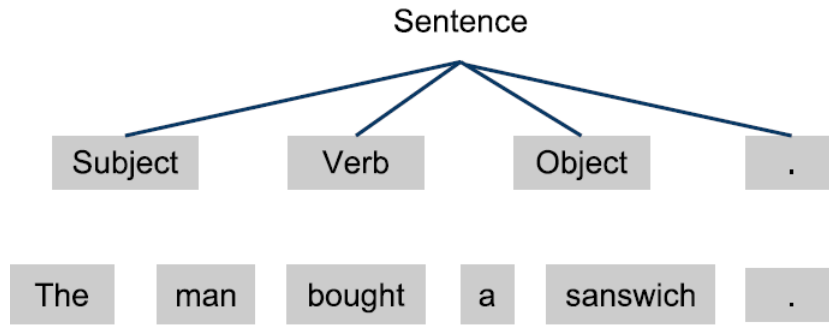 Sentence
Subject Verb Object .
The man bought a sanswich .